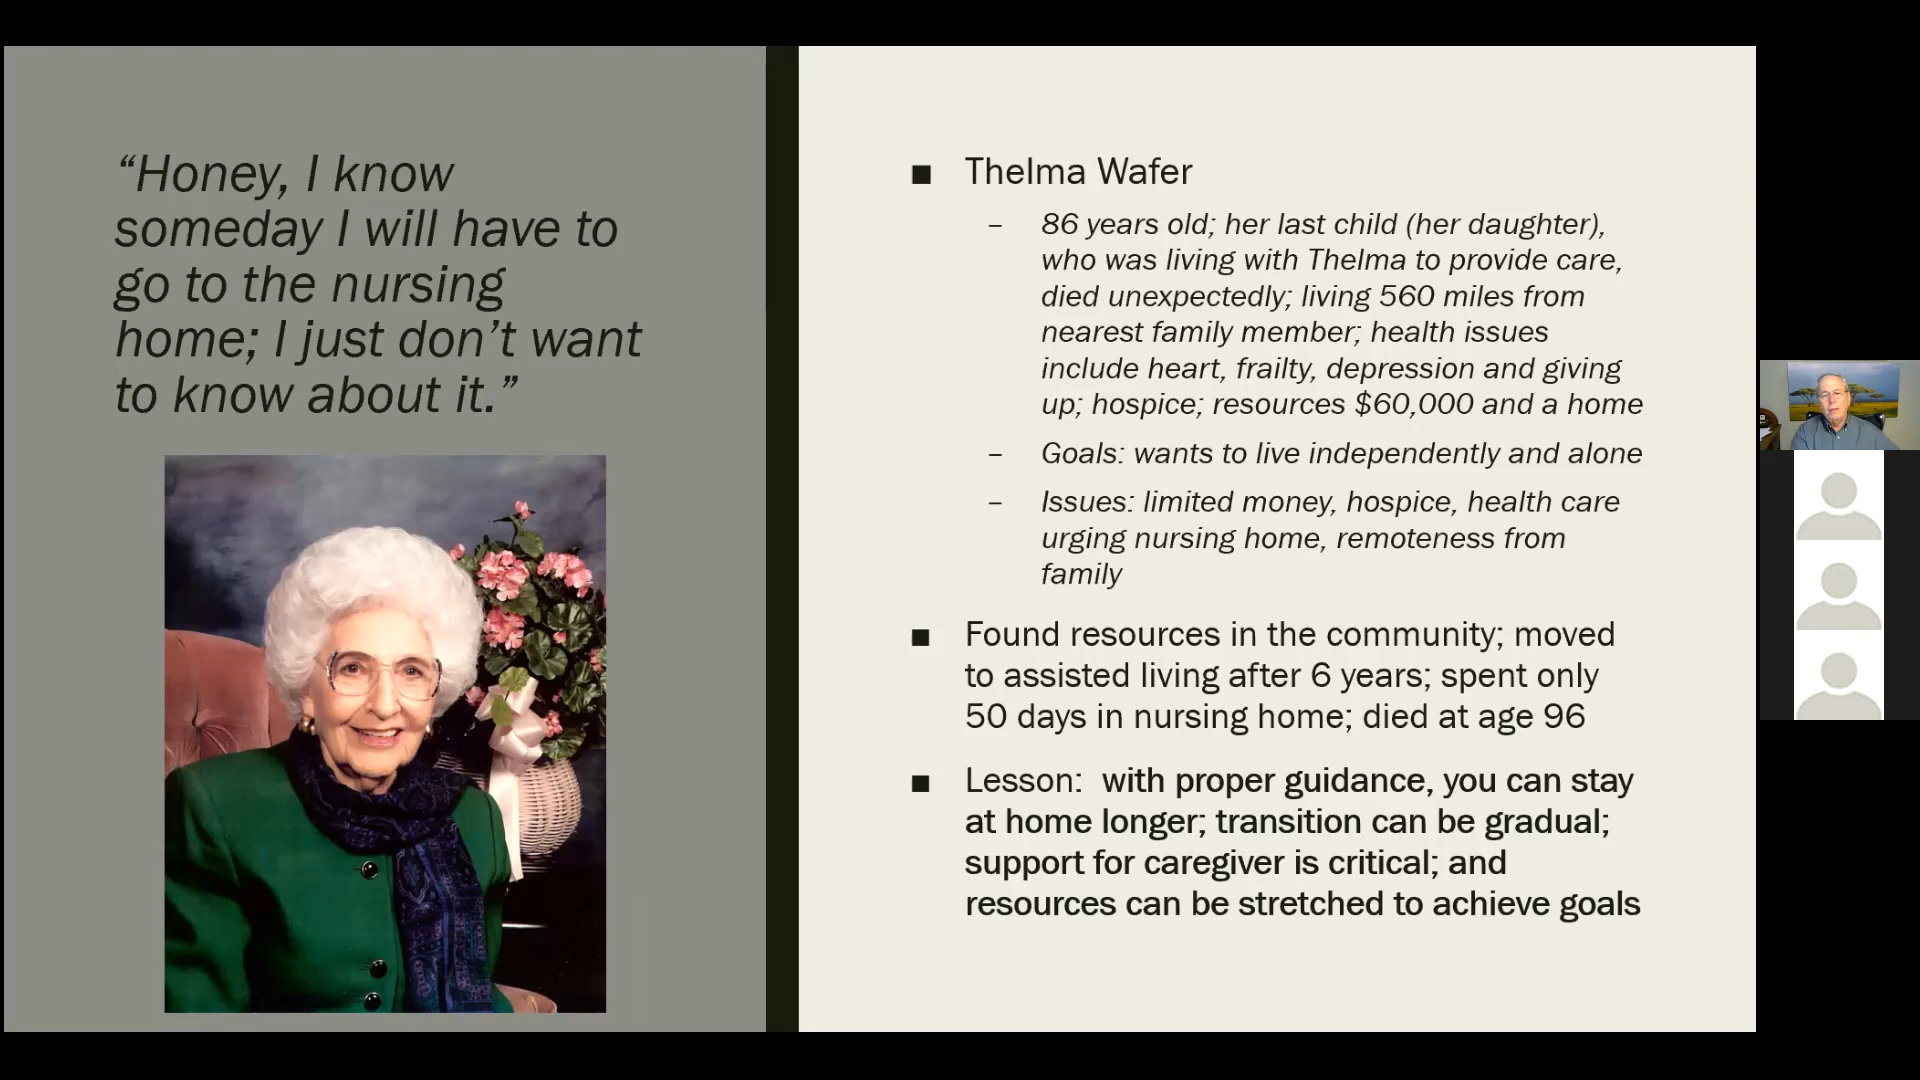 “Honey, I know
someday I will have to
go to the nursing
home; I just don’t want
to know about it.”
■ Thelma Wafer
– 86 years old; her last child (her daughter),
who was living with Thelma to provide care,
died unexpectedly; living 560 miles from
nearest family member; health issues
include heart, frailty, depression and giving
up; hospice; resources $60,000 and a home
– Goals: wants to live independently and alone
– Issues: limited money, hospice, health care
urging nursing home, remoteness from
family
■ Found resources in the community; moved
to assisted living after 6 years; spent only
50 days in nursing home; died at age 96
■ Lesson: with proper guidance, you can stay
at home longer; transition can be gradual;
support for caregiver is critical; and
resources can be stretched to achieve goals